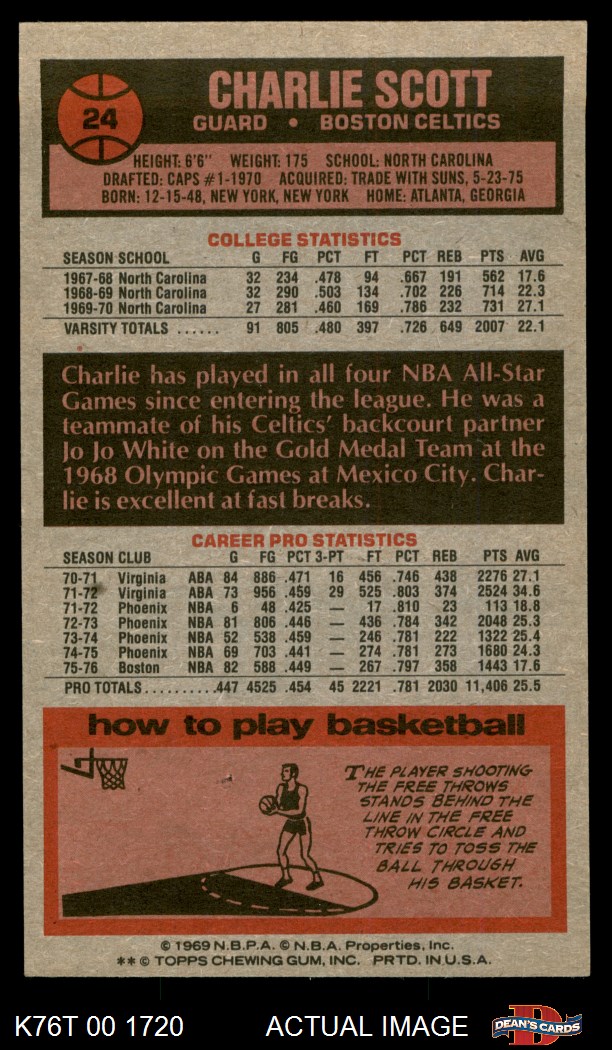 24
CHARLIE SCOTT
GUARD • BOSTON CELTICS
HEIGHT: 6'6" WEIGHT: 175 SCHOOL: NORTH CAROLINA
DRAFTED: CAPS #1-1970 ACQUIRED: TRADE WITH SUNS, 5-23-75
BORN: 12-15-48, NEW YORK, NEW YORK HOME: ATLANTA, GEORGIA
COLLEGE STATISTICS
SEASON SCHOOL G FG PCT FT PCT REB PTS AVG
1967-68 North Carolina 32 234 .478 94 .667 191 562 17.6
1968-69 North Carolina 32 290 .503 134 .702 226 714 22.3
1969-70 North Carolina 27 281 .460 169 .786 232 731 27.1
VARSITY TOTALS ...... 91 805 .480 397 .726 649 2007 22.1
Charlie has played in all four NBA All-Star
Games since entering the league. He was a
teammate of his Celtics' backcourt partner
Jo Jo White on the Gold Medal Team at the
1968 Olympic Games at Mexico City. Char-
lie is excellent at fast breaks.
CAREER PRO STATISTICS
SEASON CLUB G FG PCT 3-PT FT PCT REB PTS AVG
70-71 Virginia ABA 84 886 .471 16 456 .746 438 2276 27.1
71-72 Virginia ABA 73 956 .459 29 525 .803 374 2524 34.6
71-72 Phoenix NBA 6 48 .425 — 17 .810 23 113 18.8
72-73 Phoenix NBA 81 806 .446 — 436 .784 342 2048 25.3
73-74 Phoenix NBA 52 538 .459 — 246 .781 222 1322 25.4
74-75 Phoenix NBA 69 703 .441 — 274 .781 273 1680 24.3
75-76 Boston NBA 82 588 .449 — 267 .797 358 1443 17.6
PRO TOTALS..........447 4525 .454 45 2221 .781 2030 11,406 25.5
how to play basketball
THE PLAYER SHOOTING
THE FREE THROWS
STANDS BEHIND THE
LINE IN THE FREE
THROW CIRCLE AND
TRIES TO TOSS THE
BALL THROUGH
HIS BASKET.
© 1969 N.B.P.A. © N.B.A. Properties, Inc.
** © TOPPS CHEWING GUM, INC. PRTD. IN U.S.A.
K76T 00 1720 ACTUAL IMAGE
D
DEAN'S CARDS